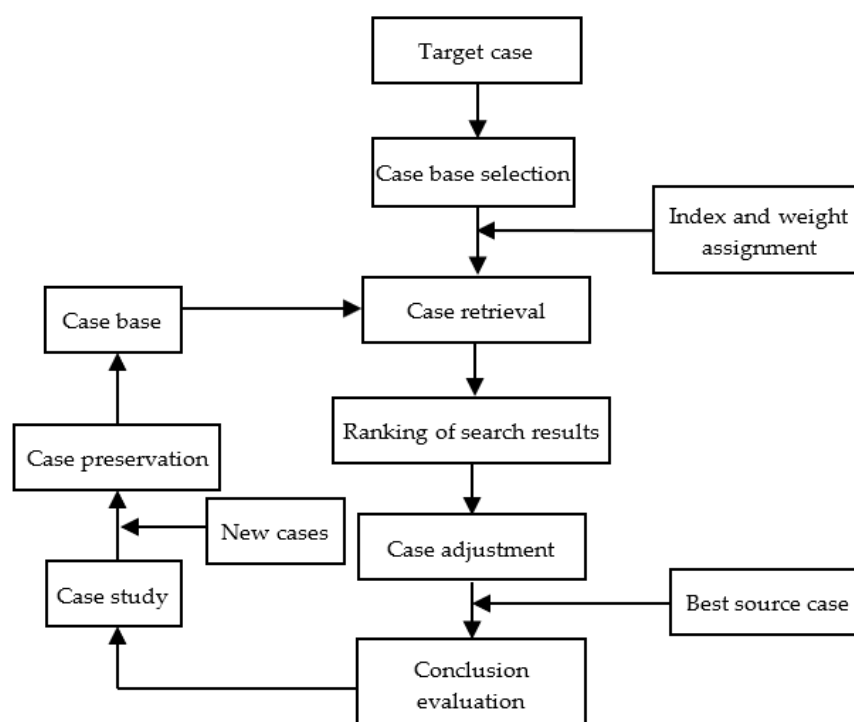 Target case
Case base selection
Index and weight
assignment
Case base
Case retrieval
Ranking of search results
Case preservation
New cases
Case adjustment
Case study
Best source case
Conclusion
evaluation